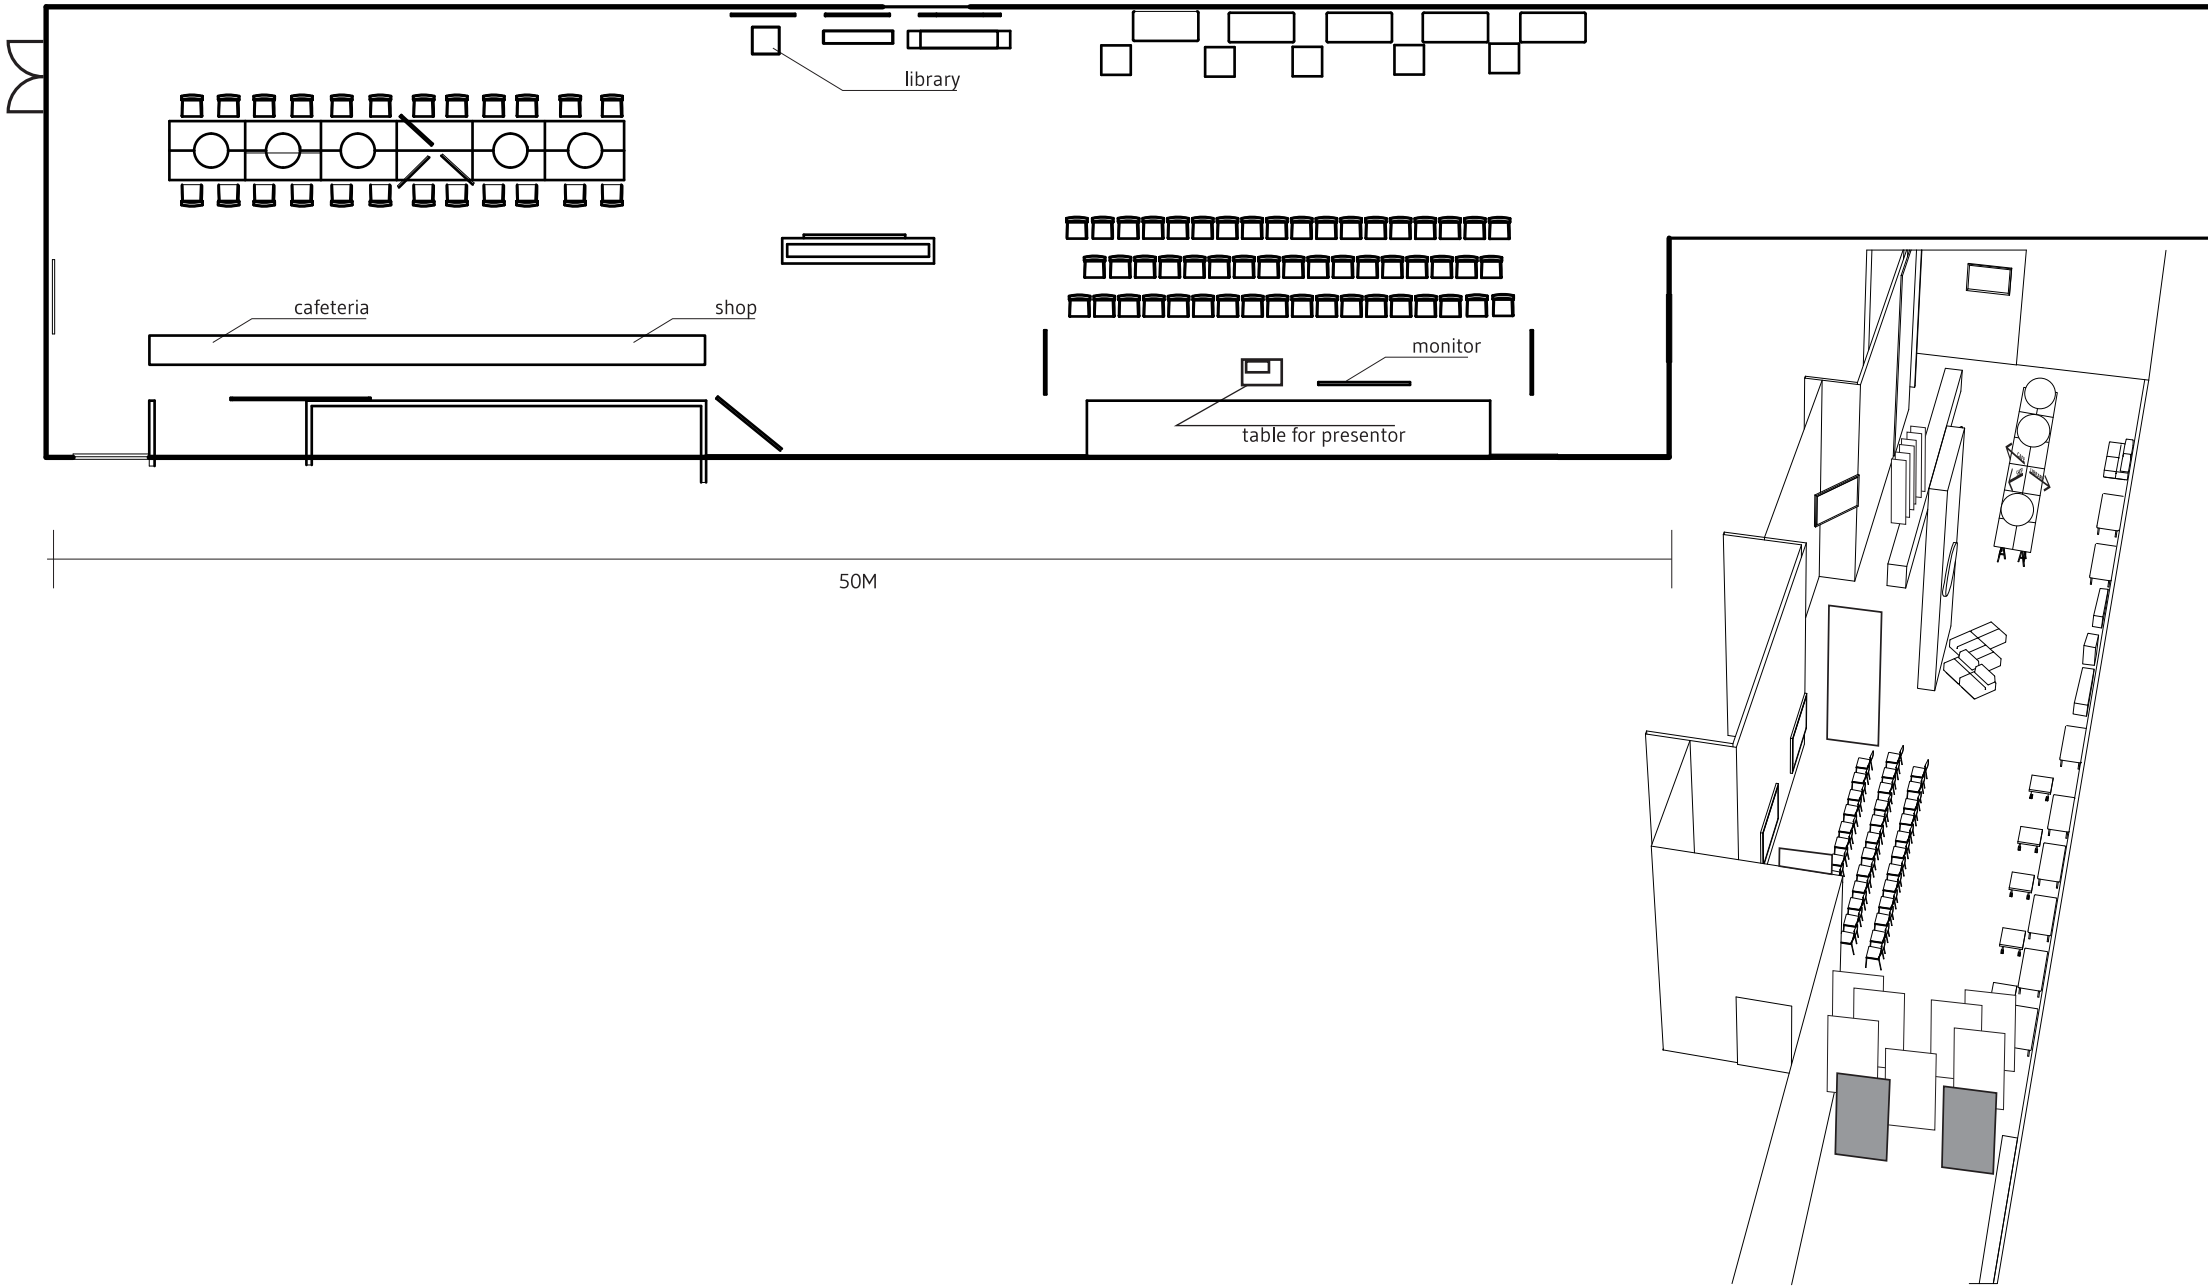 library
cafeteria
shop
monitor
table for presentor
50M